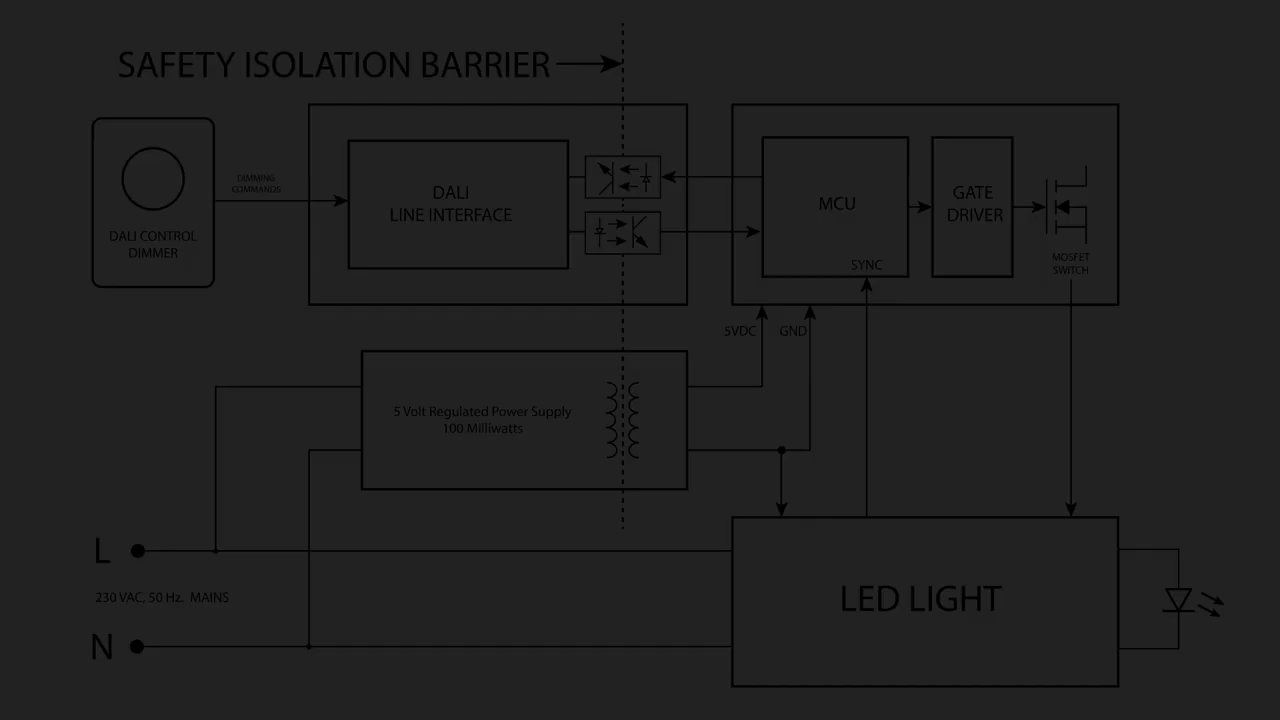 SAFETY ISOLATION BARRIER
DIMMING
COMMANDS
DALI CONTROL
DIMMER
DALI
LINE INTERFACE
MCU
SYNC
GATE
DRIVER
MOSFET
SWITCH
5VDC
GND
5 Volt Regulated Power Supply
100 Milliwatts
L
230 VAC, 50 Hz. MAINS
N
LED LIGHT